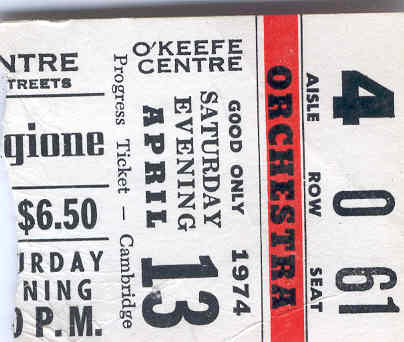 NTRE
TREETS
gione
$6.50
URDAY
NING
0 P.M.
O'KEEFE
CENTRE
GOOD ONLY 1974
SATURDAY
EVENING
APRIL 13
Progress Ticket – Cambridge
ORCHESTRA
4 O 61
AISLE ROW SEAT